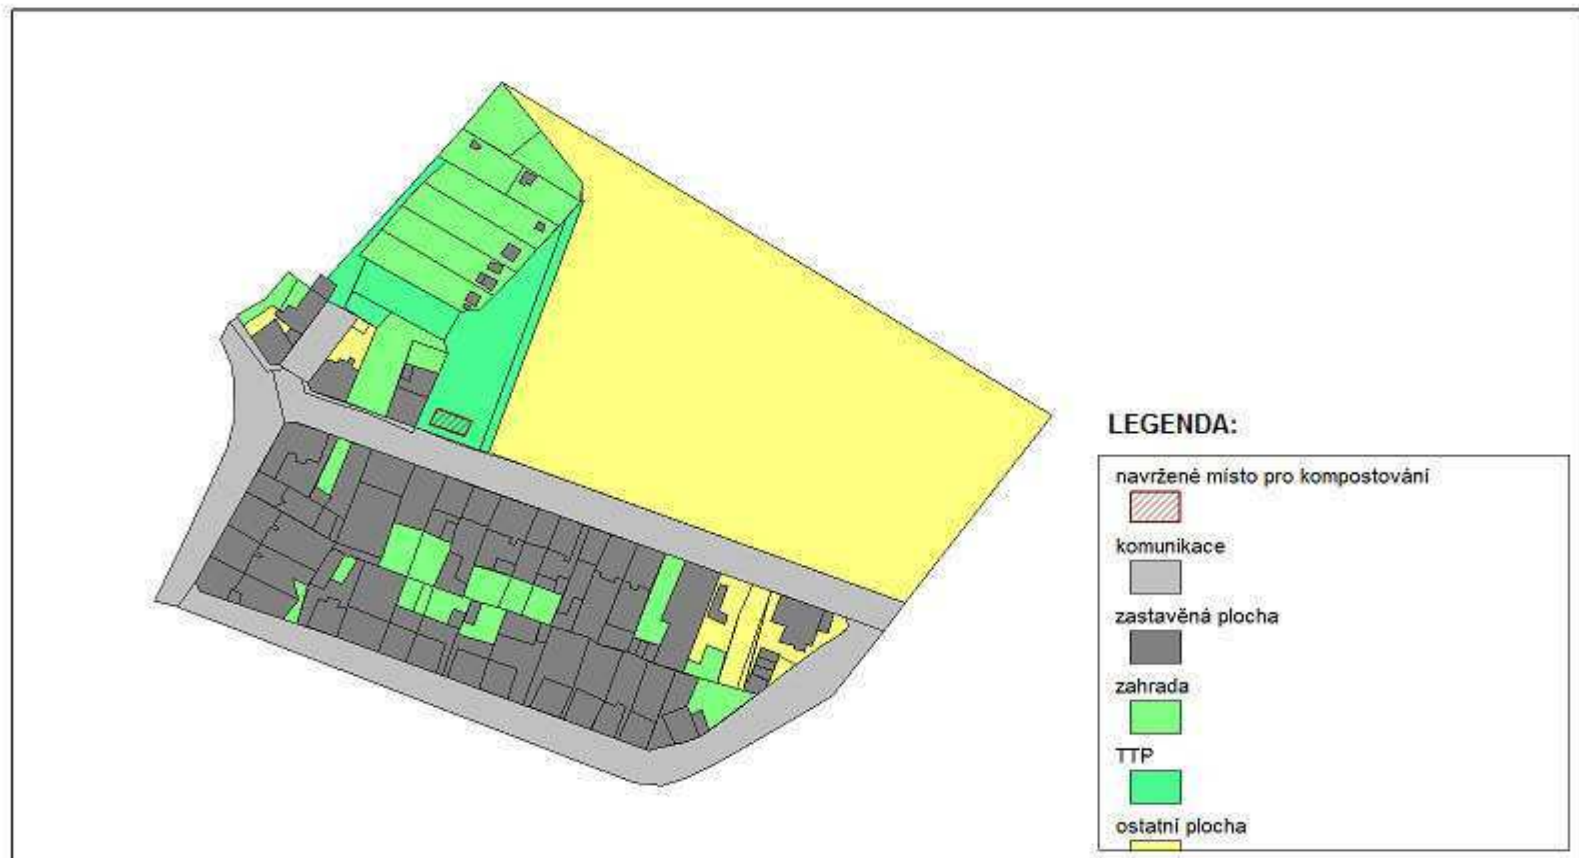 LEGENDA:
navržené místo pro kompostování
komunikace
zastavěná plocha
zahrada
TTP
ostatní plocha